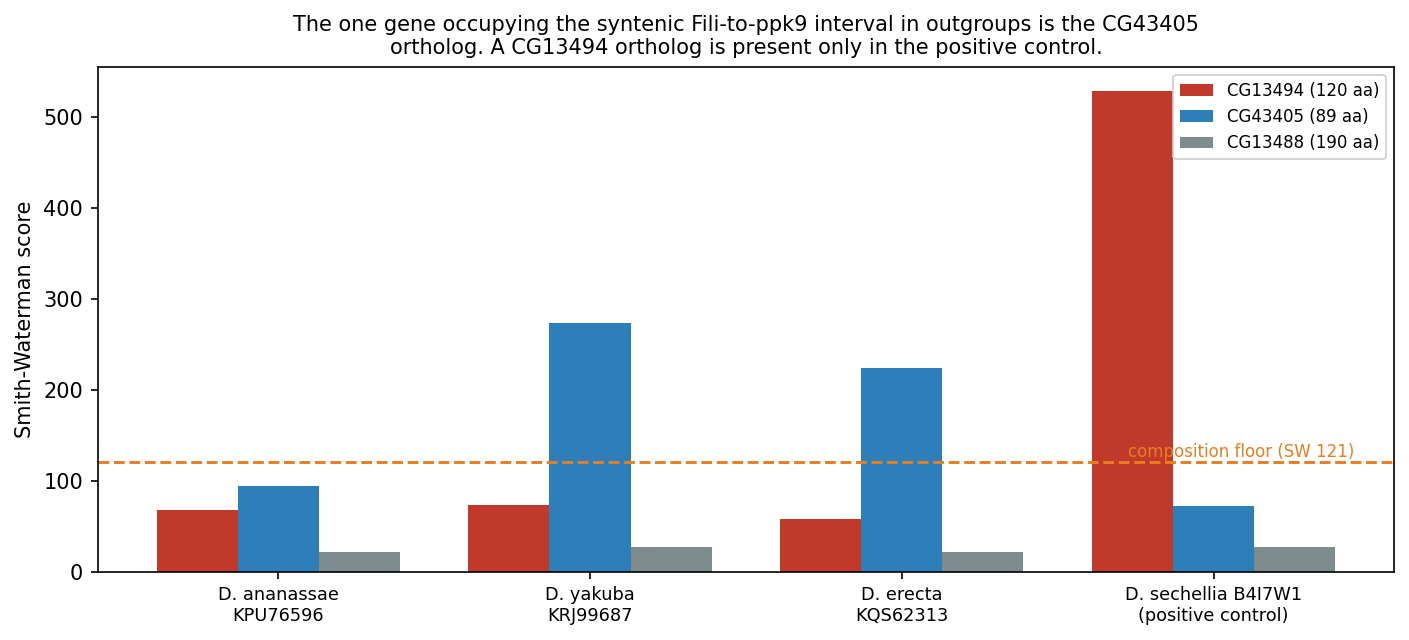 The one gene occupying the syntenic Fili-to-ppk9 interval in outgroups is the CG43405
ortholog. A CG13494 ortholog is present only in the positive control.
Smith-Waterman score
500
400
300
200
100
0
CG13494 (120 aa)
CG43405 (89 aa)
CG13488 (190 aa)
composition floor (SW 121)
D. ananassae
KPU76596
D. yakuba
KRJ99687
D. erecta
KQS62313
D. sechellia B4I7W1
(positive control)